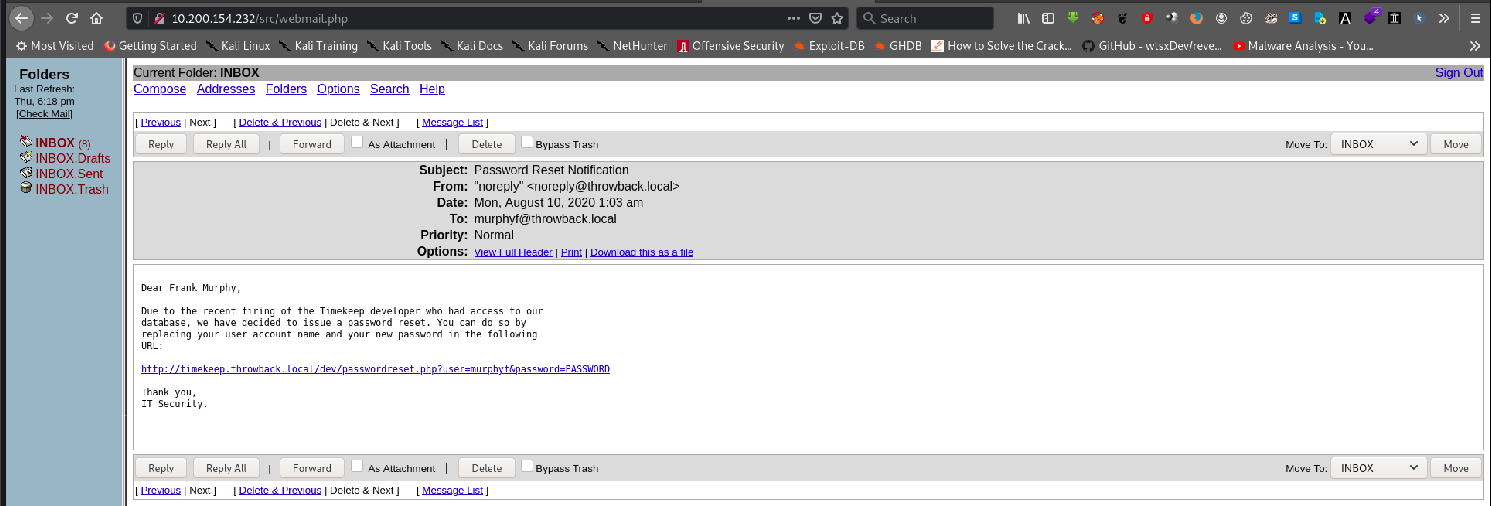 10.200.154.232/src/webmail.php
Search
Most Visited Getting Started Kali Linux Kali Training Kali Tools Kali Docs Kali Forums NetHunter Offensive Security Exploit-DB GHDB How to Solve the Crack... GitHub - wtsxDev/reve... Malware Analysis - You...
Folders
Last Refresh:
Thu, 6:18 pm
[Check Mail]
INBOX (8)
INBOX.Drafts
INBOX.Sent
INBOX.Trash
Current Folder: INBOX Sign Out
Compose Addresses Folders Options Search Help
[ Previous | Next ] [ Delete & Previous | Delete & Next ] [ Message List ]
Reply Reply All | Forward As Attachment | Delete Bypass Trash Move To: INBOX Move
Subject: Password Reset Notification
From: "noreply" <noreply@throwback.local>
Date: Mon, August 10, 2020 1:03 am
To: murphyf@throwback.local
Priority: Normal
Options: View Full Header | Print | Download this as a file
Dear Frank Murphy,
Due to the recent firing of the Timekeep developer who had access to our
database, we have decided to issue a password reset. You can do so by
replacing your user account name and your new password in the following
URL:
http://timekeep.throwback.local/dev/passwordreset.php?user=murphyf&password=PASSWORD
Thank you,
IT Security.
Reply Reply All | Forward As Attachment | Delete Bypass Trash Move To: INBOX Move
[ Previous | Next ] [ Delete & Previous | Delete & Next ] [ Message List ]